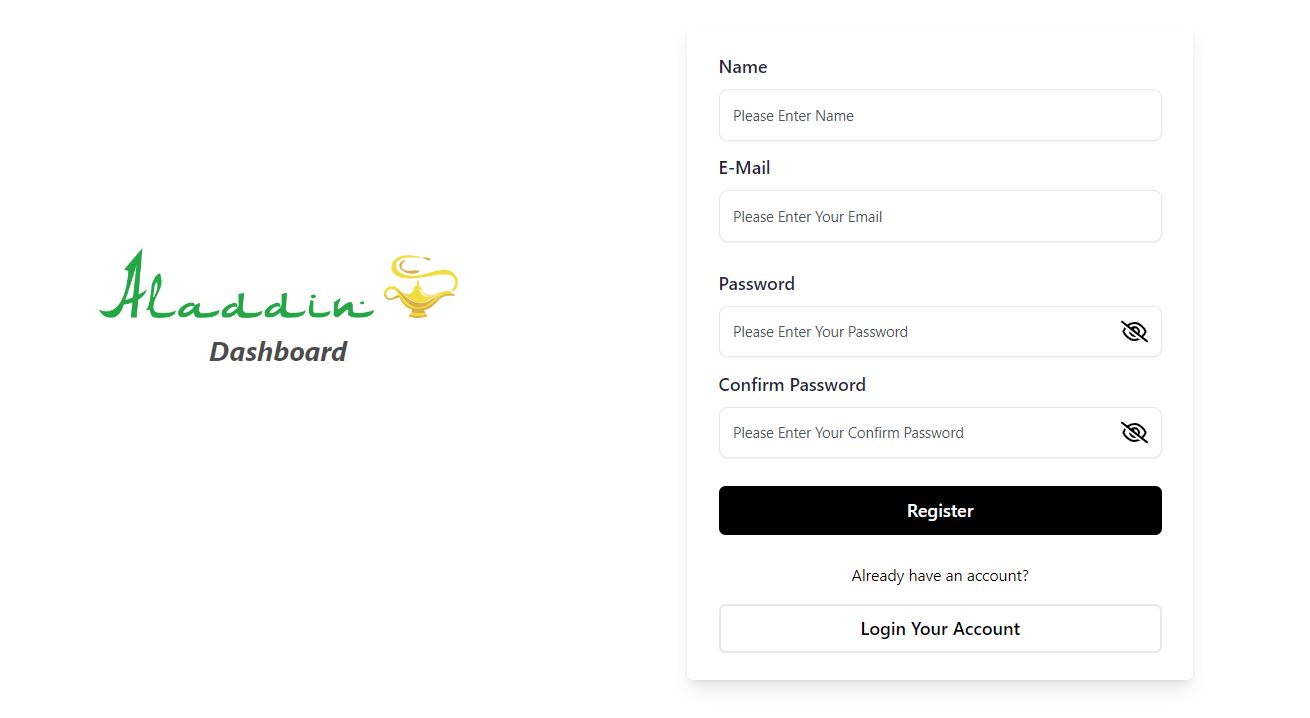 Aladdin
Dashboard
Name
Please Enter Name
E-Mail
Please Enter Your Email
Password
Please Enter Your Password
Confirm Password
Please Enter Your Confirm Password
Register
Already have an account?
Login Your Account